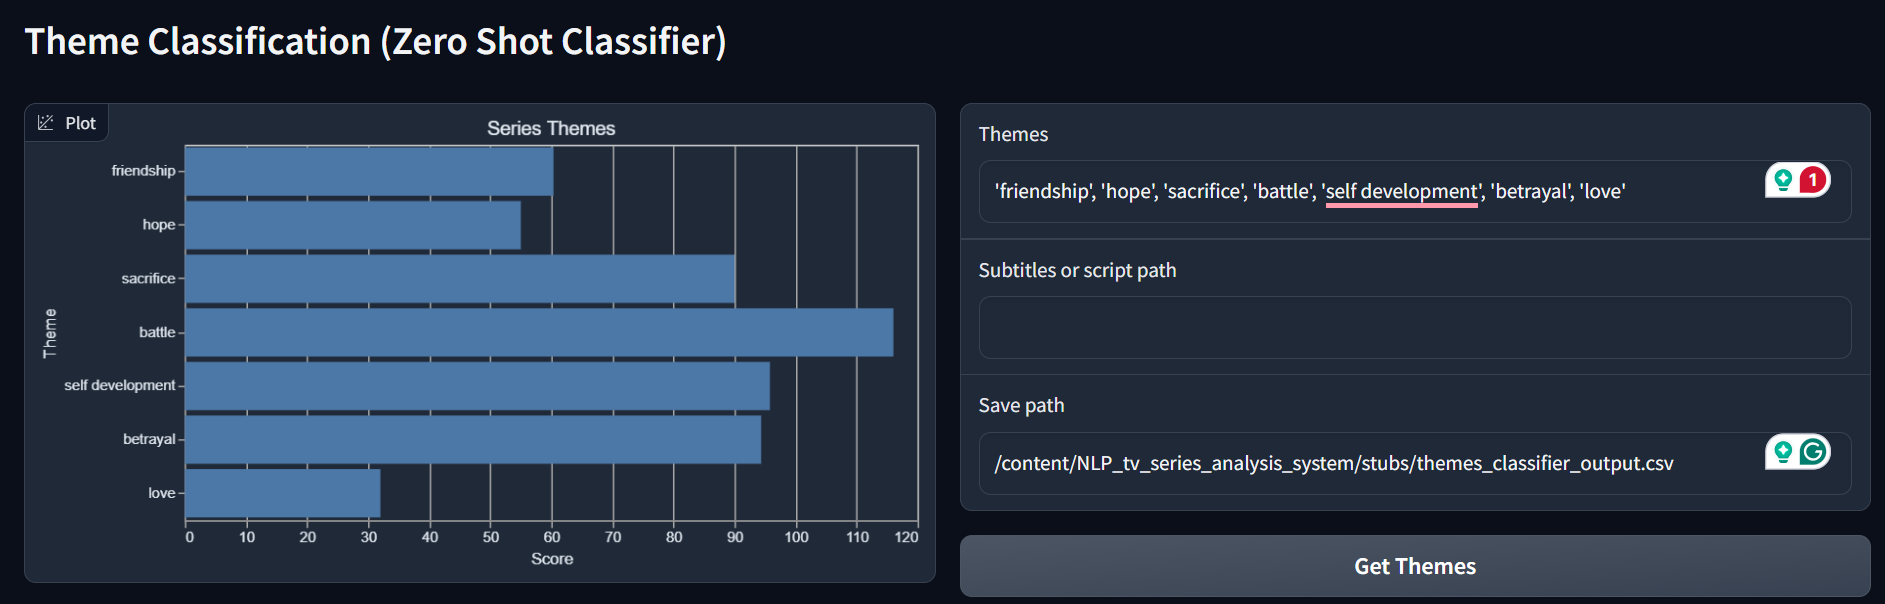 Theme Classification (Zero Shot Classifier)
Plot
Series Themes
Theme
friendship
hope
sacrifice
battle
self development
betrayal
love
0 10 20 30 40 50 60 70 80 90 100 110 120
Score
Themes
'friendship', 'hope', 'sacrifice', 'battle', 'self development', 'betrayal', 'love'
1
Subtitles or script path
Save path
/content/NLP_tv_series_analysis_system/stubs/themes_classifier_output.csv
Get Themes